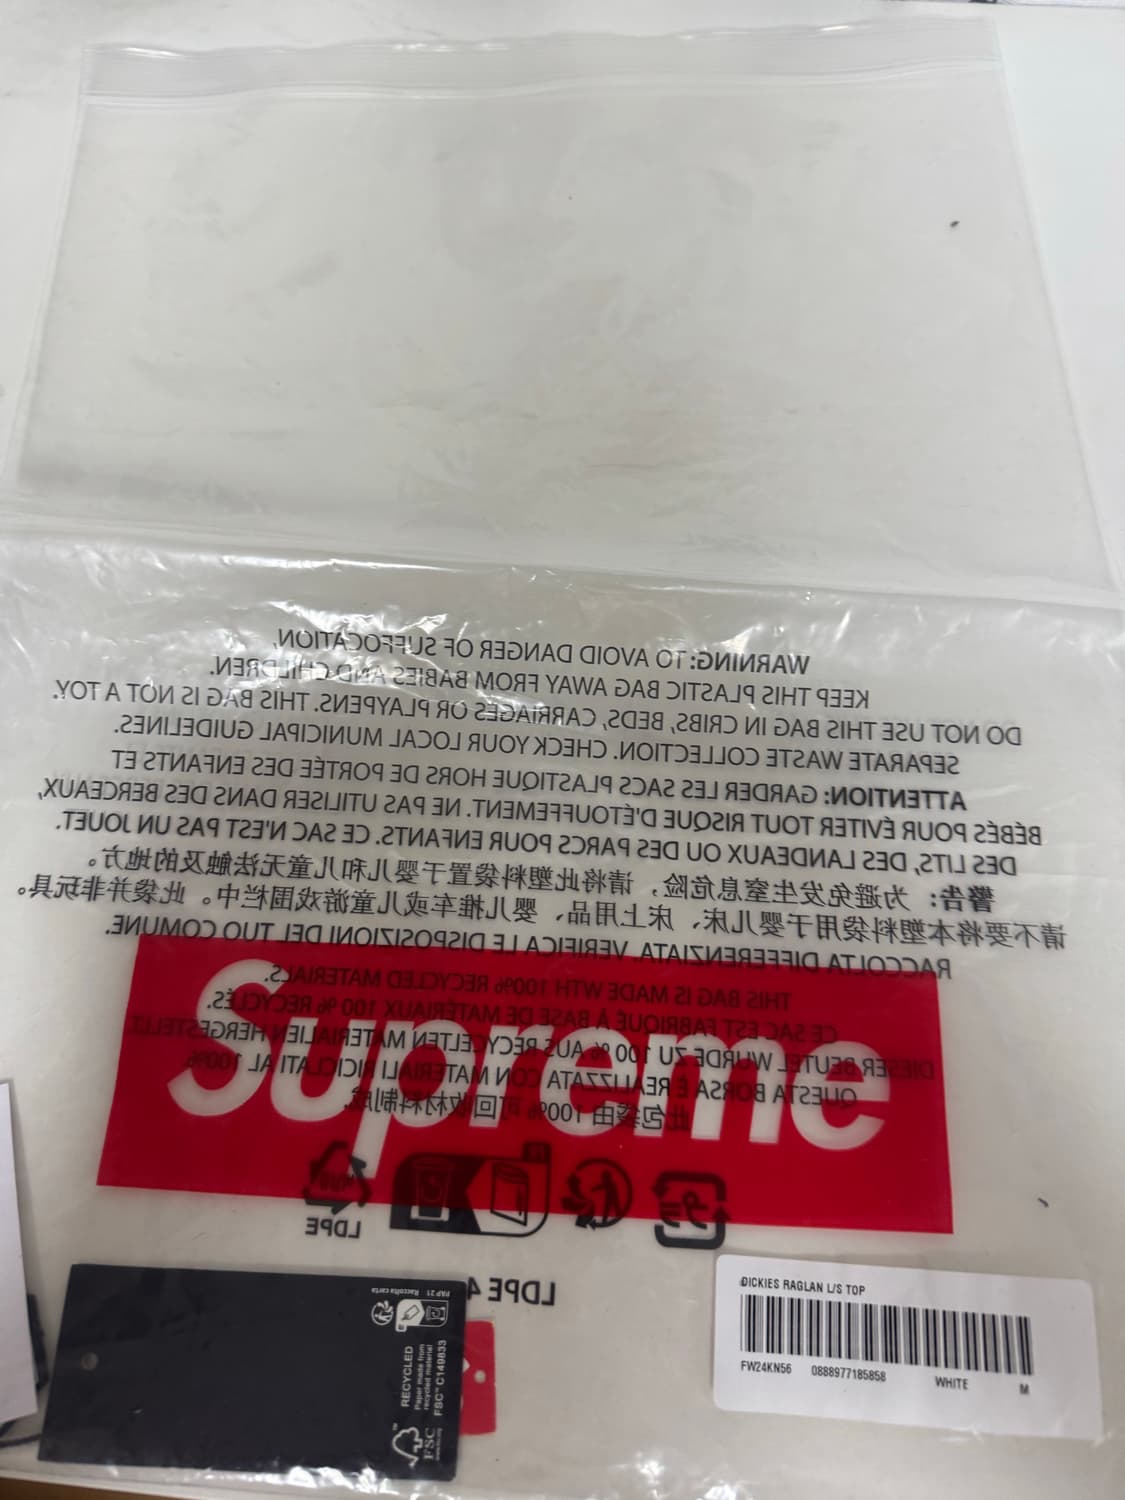 WARNING: TO AVOID DANGER OF SUFFOCATION,
KEEP THIS PLASTIC BAG AWAY FROM BABIES AND CHILDREN.
DO NOT USE THIS BAG IN CRIBS, BEDS, CARRIAGES OR PLAYPENS. THIS BAG IS NOT A TOY.
SEPARATE WASTE COLLECTION. CHECK YOUR LOCAL MUNICIPAL GUIDELINES.
ATTENTION: GARDER LES SACS PLASTIQUE HORS DE PORTÉE DES ENFANTS ET
BÉBÉS POUR ÉVITER TOUT RISQUE D'ÉTOUFFEMENT. NE PAS UTILISER DANS DES BERCEAUX,
DES LITS, DES LANDEAUX OU DES PARCS POUR ENFANTS. CE SAC N'EST PAS UN JOUET.
警告: 为避免发生窒息危险，请将此塑料袋置于婴儿和儿童无法触及的地方。
请不要将本塑料袋用于婴儿床、床上用品、婴儿推车或儿童游戏围栏中。此袋并非玩具。
RACCOLTA DIFFERENZIATA. VERIFICA LE DISPOSIZIONI DEL TUO COMUNE.
Supreme
THIS BAG IS MADE WTH 100% RECYCLED MATERIALS.
CE SAC EST FABRIQUÉ À BASE DE MATÉRIAUX 100 % RECYCLÉS.
DIESER BEUTEL WURDE ZU 100 % AUS RECYCELTEN MATERIALIEN HERGESTELLT
QUESTA BORSA È REALIZZATA CON MATERIALI RICICLATI AL 100%
此包袋由 100% 可回收材料制成.
LDPE
LDPE 4
DICKIES RAGLAN L/S TOP
FW24KN56 0888977185858 WHITE M
PAP 21 Raccolta carta
RECYCLED
Paper made from
recycled material
FSC™ C149833
FSC